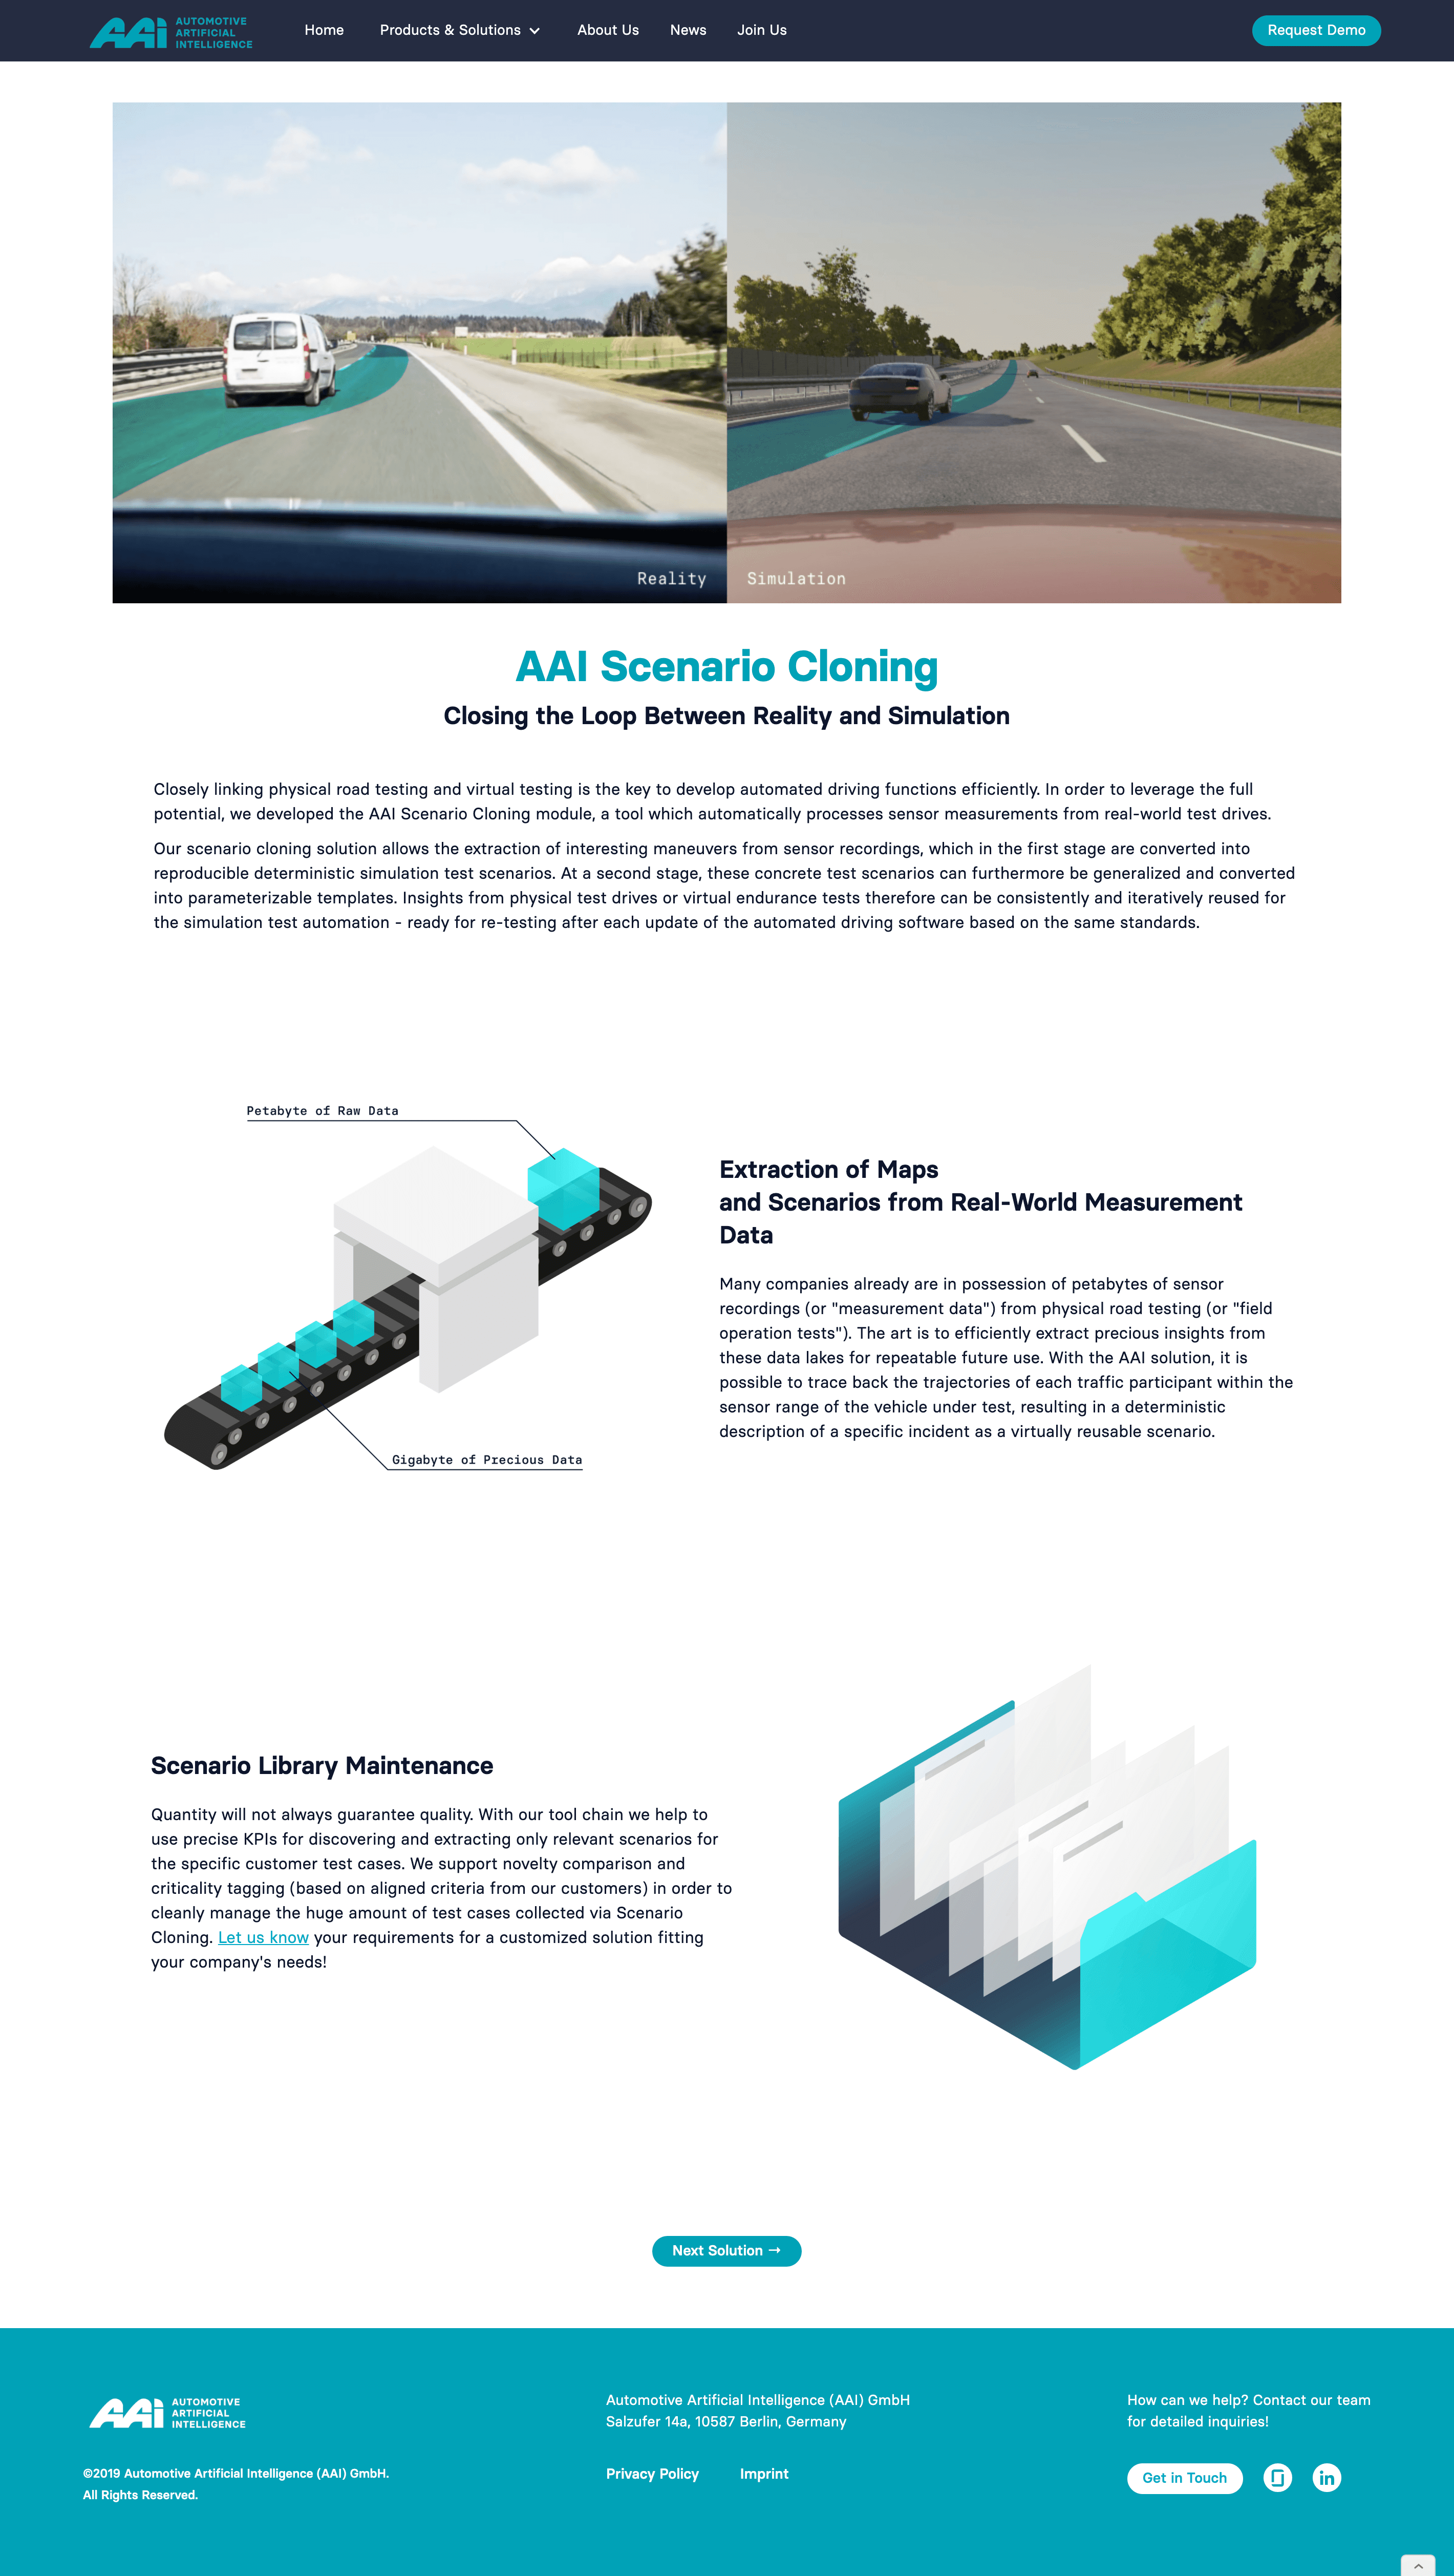 AAi AUTOMOTIVE
ARTIFICIAL
INTELLIGENCE
Home
Products & Solutions
About Us
News
Join Us
Request Demo
Reality
Simulation
AAI Scenario Cloning
Closing the Loop Between Reality and Simulation
Closely linking physical road testing and virtual testing is the key to develop automated driving functions efficiently. In order to leverage the full
potential, we developed the AAI Scenario Cloning module, a tool which automatically processes sensor measurements from real-world test drives.
Our scenario cloning solution allows the extraction of interesting maneuvers from sensor recordings, which in the first stage are converted into
reproducible deterministic simulation test scenarios. At a second stage, these concrete test scenarios can furthermore be generalized and converted
into parameterizable templates. Insights from physical test drives or virtual endurance tests therefore can be consistently and iteratively reused for
the simulation test automation - ready for re-testing after each update of the automated driving software based on the same standards.
Petabyte of Raw Data
Gigabyte of Precious Data
Extraction of Maps
and Scenarios from Real-World Measurement
Data
Many companies already are in possession of petabytes of sensor
recordings (or "measurement data") from physical road testing (or "field
operation tests"). The art is to efficiently extract precious insights from
these data lakes for repeatable future use. With the AAI solution, it is
possible to trace back the trajectories of each traffic participant within the
sensor range of the vehicle under test, resulting in a deterministic
description of a specific incident as a virtually reusable scenario.
Scenario Library Maintenance
Quantity will not always guarantee quality. With our tool chain we help to
use precise KPIs for discovering and extracting only relevant scenarios for
the specific customer test cases. We support novelty comparison and
criticality tagging (based on aligned criteria from our customers) in order to
cleanly manage the huge amount of test cases collected via Scenario
Cloning. Let us know your requirements for a customized solution fitting
your company's needs!
Next Solution →
AAi AUTOMOTIVE
ARTIFICIAL
INTELLIGENCE
©2019 Automotive Artificial Intelligence (AAI) GmbH.
All Rights Reserved.
Automotive Artificial Intelligence (AAI) GmbH
Salzufer 14a, 10587 Berlin, Germany
Privacy Policy
Imprint
How can we help? Contact our team
for detailed inquiries!
Get in Touch
in